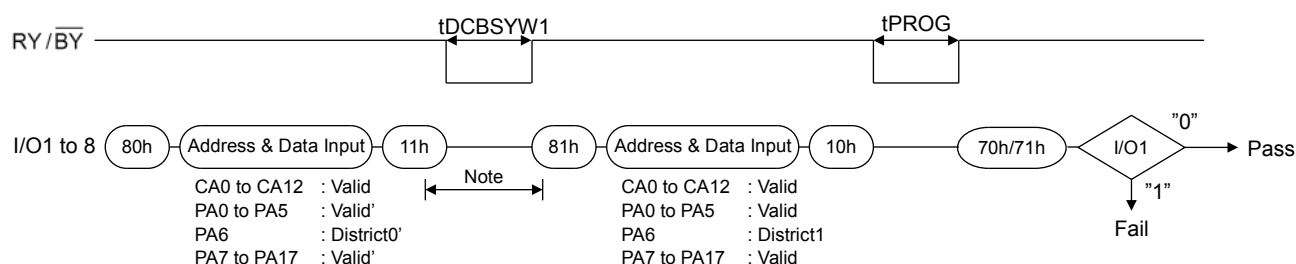 tDCBSYW1 tPROG
RY/B̅Y̅
I/O1 to 8 80h Address & Data Input 11h 81h Address & Data Input 10h 70h/71h I/O1 "0" Pass
Note
"1"
Fail
CA0 to CA12 : Valid
PA0 to PA5 : Valid'
PA6 : District0'
PA7 to PA17 : Valid'
CA0 to CA12 : Valid
PA0 to PA5 : Valid
PA6 : District1
PA7 to PA17 : Valid